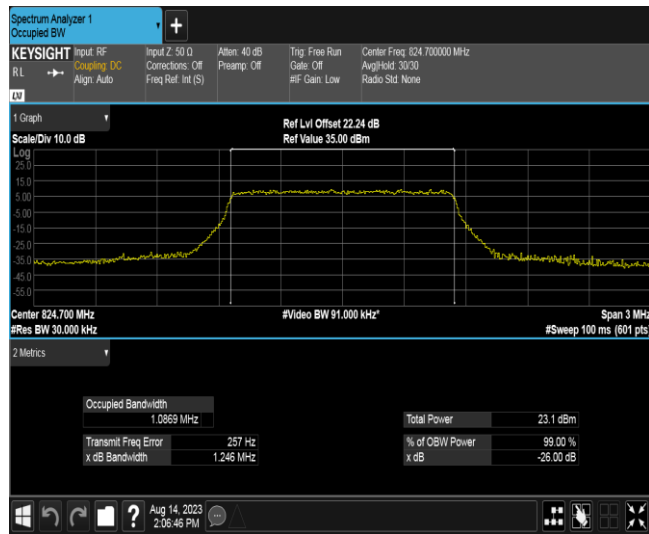 Spectrum Analyzer 1
Occupied BW
+
KEYSIGHT Input: RF Input Z: 50 Ω Atten: 40 dB Trig: Free Run Center Freq: 824.700000 MHz
RL Coupling: DC Corrections: Off Preamp: Off Gate: Off Avg|Hold: 30/30
Align: Auto Freq Ref: Int (S) #IF Gain: Low Radio Std: None
LXI
1 Graph
Ref Lvl Offset 22.24 dB
Scale/Div 10.0 dB Ref Value 35.00 dBm
Log
25.0
15.0
5.00
-5.00
-15.0
-25.0
-35.0
-45.0
-55.0
Center 824.700 MHz #Video BW 91.000 kHz* Span 3 MHz
#Res BW 30.000 kHz #Sweep 100 ms (601 pts)
2 Metrics
Occupied Bandwidth
1.0869 MHz Total Power 23.1 dBm
Transmit Freq Error 257 Hz % of OBW Power 99.00 %
x dB Bandwidth 1.246 MHz x dB -26.00 dB
? Aug 14, 2023
2:06:46 PM